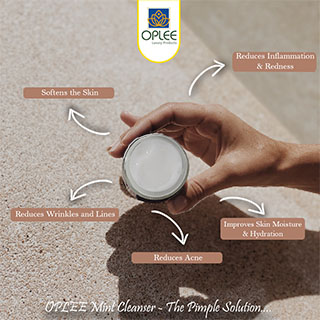 OPLEE
Luxury Products
Reduces Inflammation
& Redness
Softens the Skin
Reduces Wrinkles and Lines
Improves Skin Moisture
& Hydration
Reduces Acne
OPLEE Mint Cleanser - The Pimple Solution...